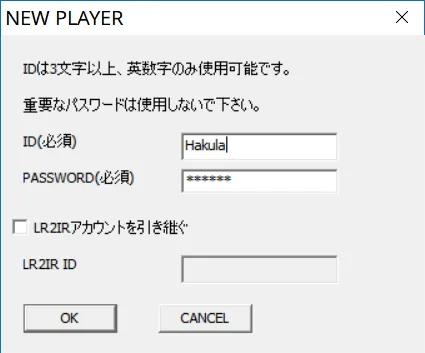 NEW PLAYER
IDは3文字以上、英数字のみ使用可能です。
重要なパスワードは使用しないで下さい。
ID(必須)
Hakula
PASSWORD(必須)
******
LR2IRアカウントを引き継ぐ
LR2IR ID
OK
CANCEL